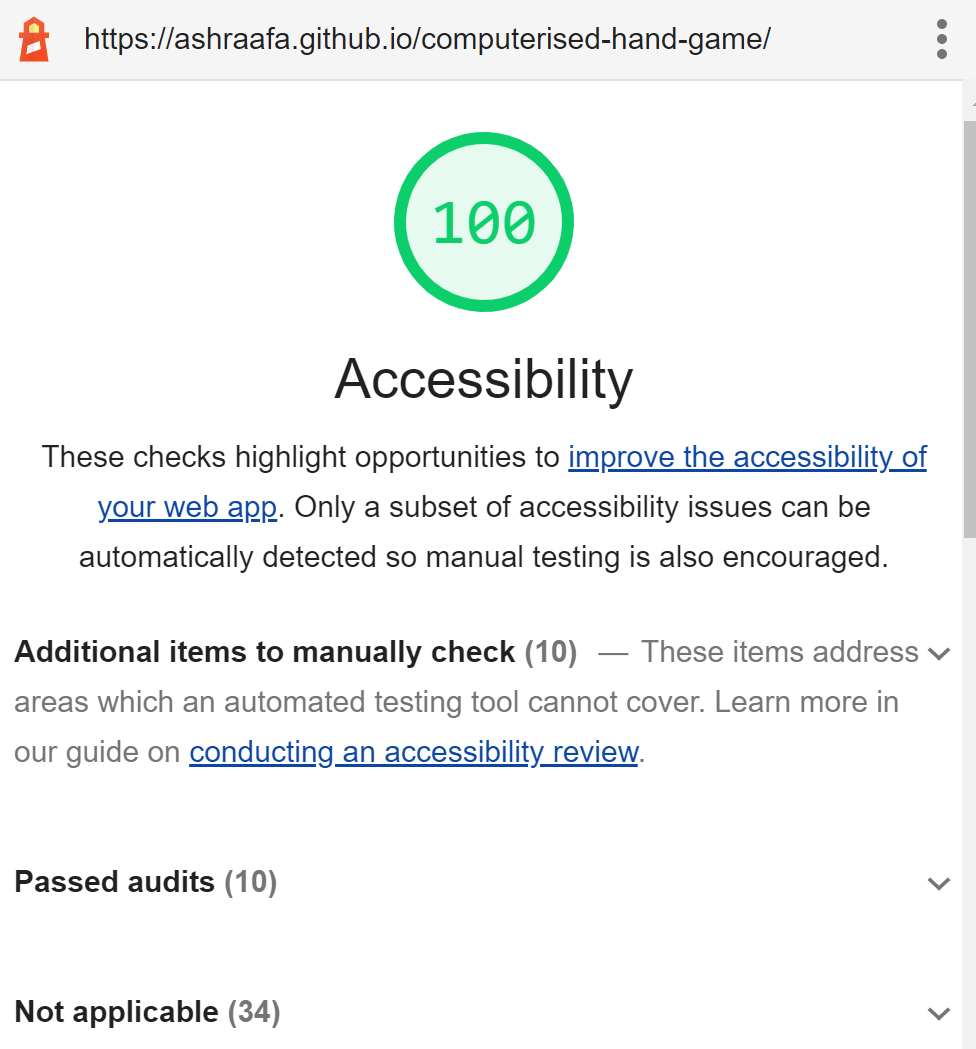 https://ashraafa.github.io/computerised-hand-game/
100
Accessibility
These checks highlight opportunities to improve the accessibility of
your web app. Only a subset of accessibility issues can be
automatically detected so manual testing is also encouraged.
Additional items to manually check (10) — These items address
areas which an automated testing tool cannot cover. Learn more in
our guide on conducting an accessibility review.
Passed audits (10)
Not applicable (34)